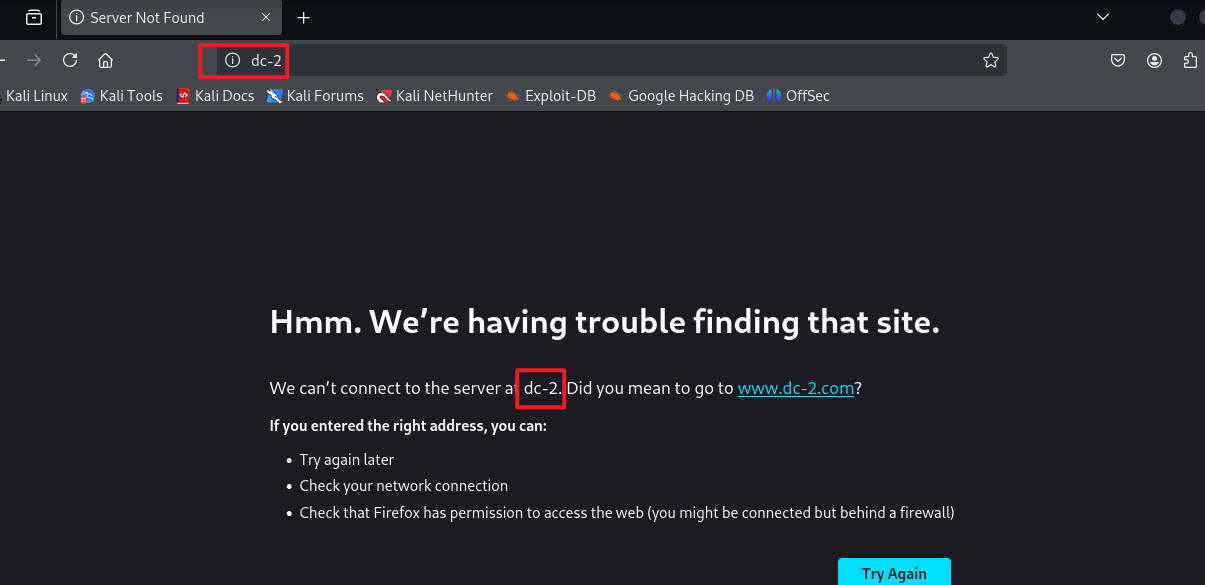 Server Not Found
dc-2
Kali Linux Kali Tools Kali Docs Kali Forums Kali NetHunter Exploit-DB Google Hacking DB OffSec
Hmm. We're having trouble finding that site.
We can't connect to the server at dc-2. Did you mean to go to www.dc-2.com?
If you entered the right address, you can:
• Try again later
• Check your network connection
• Check that Firefox has permission to access the web (you might be connected but behind a firewall)
Try Again